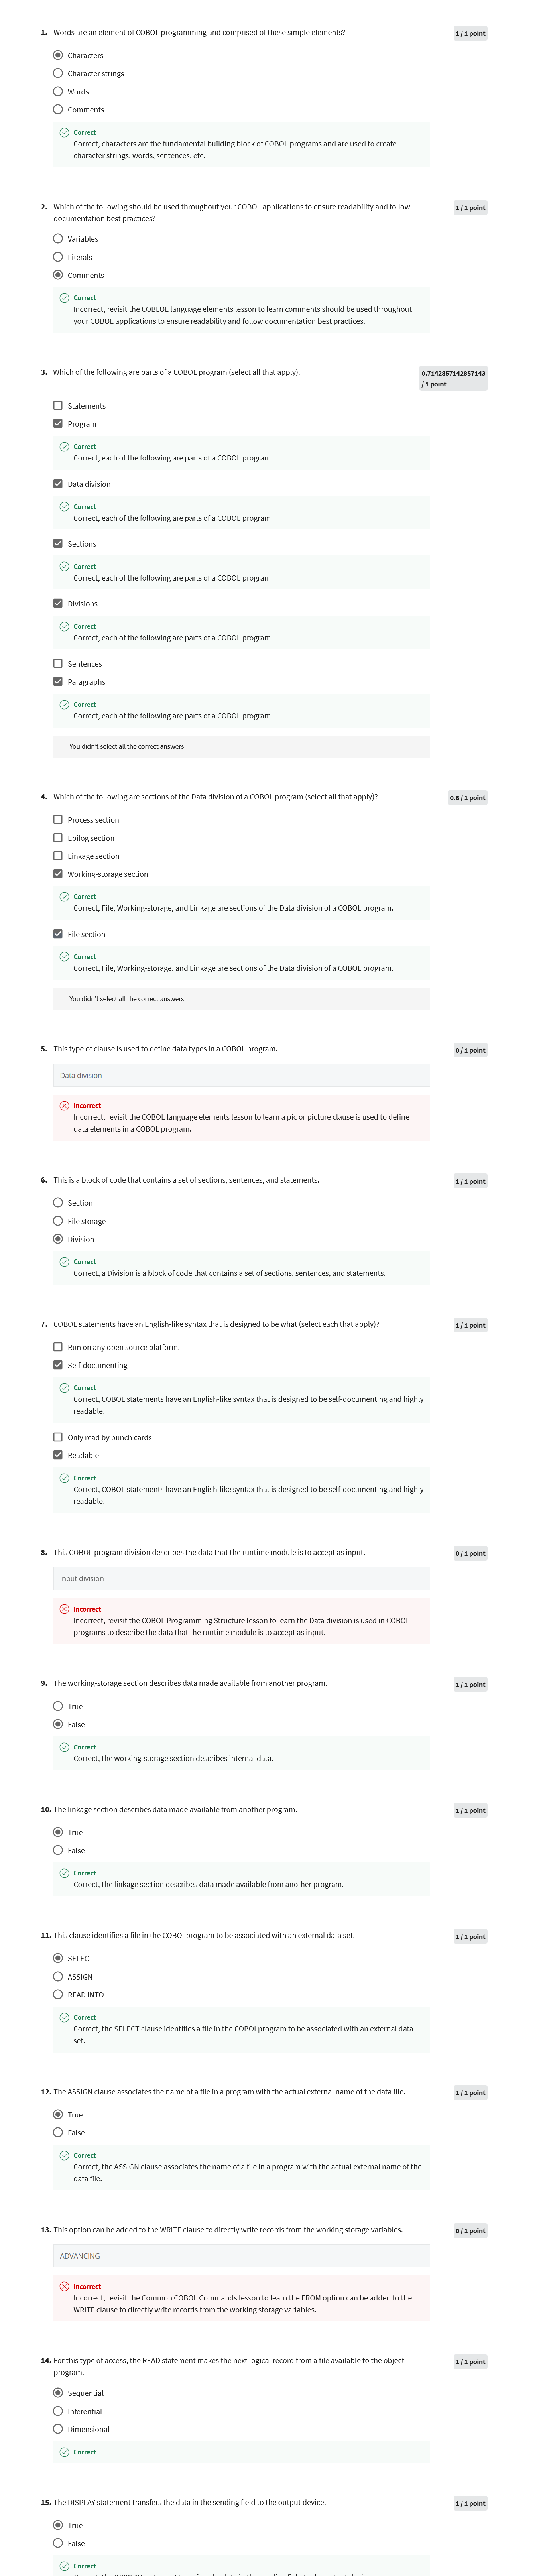 1. Words are an element of COBOL programming and comprised of these simple elements?
1 / 1 point
Characters
Character strings
Words
Comments
Correct
Correct, characters are the fundamental building block of COBOL programs and are used to create
character strings, words, sentences, etc.
2. Which of the following should be used throughout your COBOL applications to ensure readability and follow
documentation best practices?
1 / 1 point
Variables
Literals
Comments
Correct
Incorrect, revisit the COBLOL language elements lesson to learn comments should be used throughout
your COBOL applications to ensure readability and follow documentation best practices.
3. Which of the following are parts of a COBOL program (select all that apply).
0.7142857142857143
/ 1 point
Statements
Program
Correct
Correct, each of the following are parts of a COBOL program.
Data division
Correct
Correct, each of the following are parts of a COBOL program.
Sections
Correct
Correct, each of the following are parts of a COBOL program.
Divisions
Correct
Correct, each of the following are parts of a COBOL program.
Sentences
Paragraphs
Correct
Correct, each of the following are parts of a COBOL program.
You didn't select all the correct answers
4. Which of the following are sections of the Data division of a COBOL program (select all that apply)?
0.8 / 1 point
Process section
Epilog section
Linkage section
Working-storage section
Correct
Correct, File, Working-storage, and Linkage are sections of the Data division of a COBOL program.
File section
Correct
Correct, File, Working-storage, and Linkage are sections of the Data division of a COBOL program.
You didn't select all the correct answers
5. This type of clause is used to define data types in a COBOL program.
0 / 1 point
Data division
Incorrect
Incorrect, revisit the COBOL language elements lesson to learn a pic or picture clause is used to define
data elements in a COBOL program.
6. This is a block of code that contains a set of sections, sentences, and statements.
1 / 1 point
Section
File storage
Division
Correct
Correct, a Division is a block of code that contains a set of sections, sentences, and statements.
7. COBOL statements have an English-like syntax that is designed to be what (select each that apply)?
1 / 1 point
Run on any open source platform.
Self-documenting
Correct
Correct, COBOL statements have an English-like syntax that is designed to be self-documenting and highly
readable.
Only read by punch cards
Readable
Correct
Correct, COBOL statements have an English-like syntax that is designed to be self-documenting and highly
readable.
8. This COBOL program division describes the data that the runtime module is to accept as input.
0 / 1 point
Input division
Incorrect
Incorrect, revisit the COBOL Programming Structure lesson to learn the Data division is used in COBOL
programs to describe the data that the runtime module is to accept as input.
9. The working-storage section describes data made available from another program.
1 / 1 point
True
False
Correct
Correct, the working-storage section describes internal data.
10. The linkage section describes data made available from another program.
1 / 1 point
True
False
Correct
Correct, the linkage section describes data made available from another program.
11. This clause identifies a file in the COBOLprogram to be associated with an external data set.
1 / 1 point
SELECT
ASSIGN
READ INTO
Correct
Correct, the SELECT clause identifies a file in the COBOLprogram to be associated with an external data
set.
12. The ASSIGN clause associates the name of a file in a program with the actual external name of the data file.
1 / 1 point
True
False
Correct
Correct, the ASSIGN clause associates the name of a file in a program with the actual external name of the
data file.
13. This option can be added to the WRITE clause to directly write records from the working storage variables.
0 / 1 point
ADVANCING
Incorrect
Incorrect, revisit the Common COBOL Commands lesson to learn the FROM option can be added to the
WRITE clause to directly write records from the working storage variables.
14. For this type of access, the READ statement makes the next logical record from a file available to the object
program.
1 / 1 point
Sequential
Inferential
Dimensional
Correct
15. The DISPLAY statement transfers the data in the sending field to the output device.
1 / 1 point
True
False
Correct